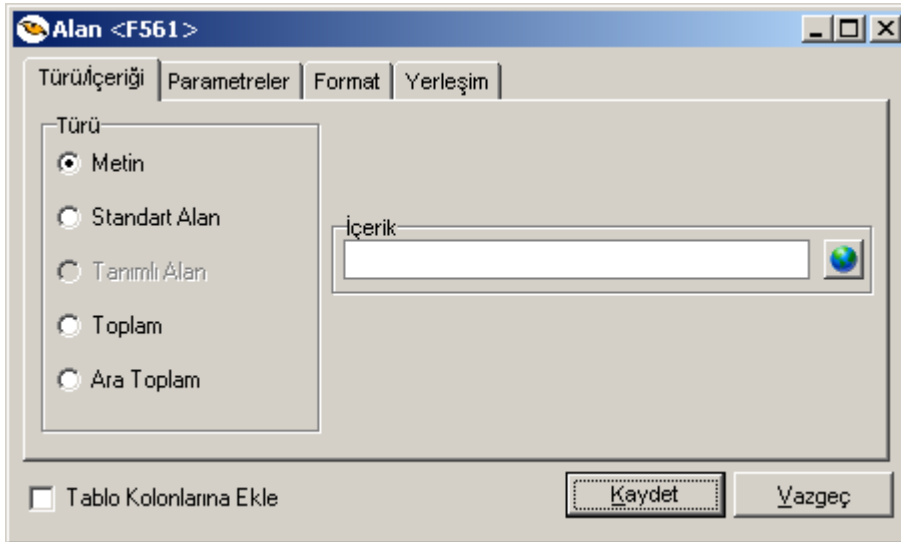 Alan <F561>
Türü/İçeriği Parametreler Format Yerleşim
Türü
Metin
Standart Alan
İçerik
Tanımlı Alan
Toplam
Ara Toplam
Tablo Kolonlarına Ekle Kaydet Vazgeç